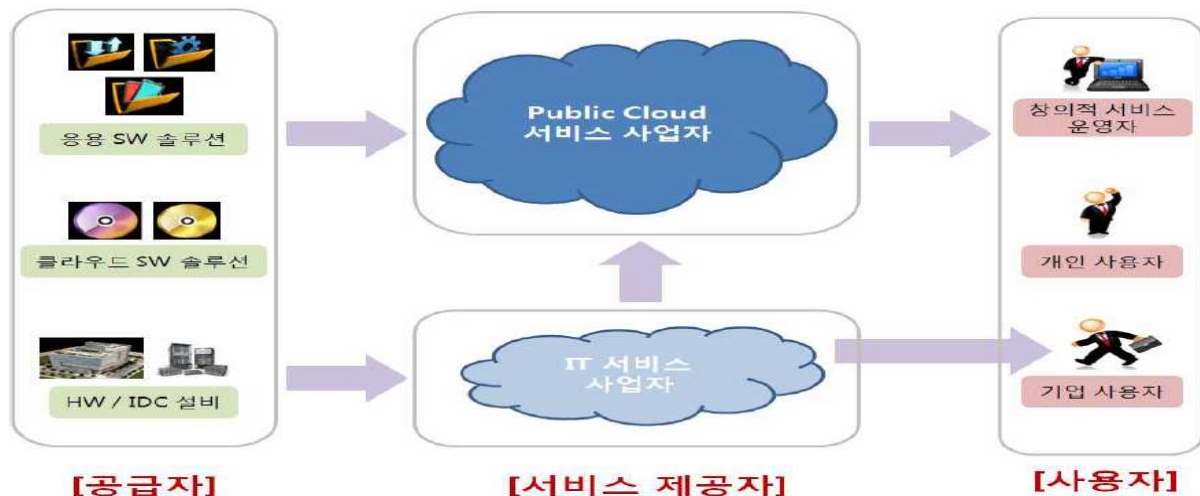 응용 SW 솔루션
클라우드 SW 솔루션
HW / IDC 설비
[공급자]
Public Cloud
서비스 사업자
IT 서비스
사업자
[서비스 제공자]
창의적 서비스
운영자
개인 사용자
기업 사용자
[사용자]